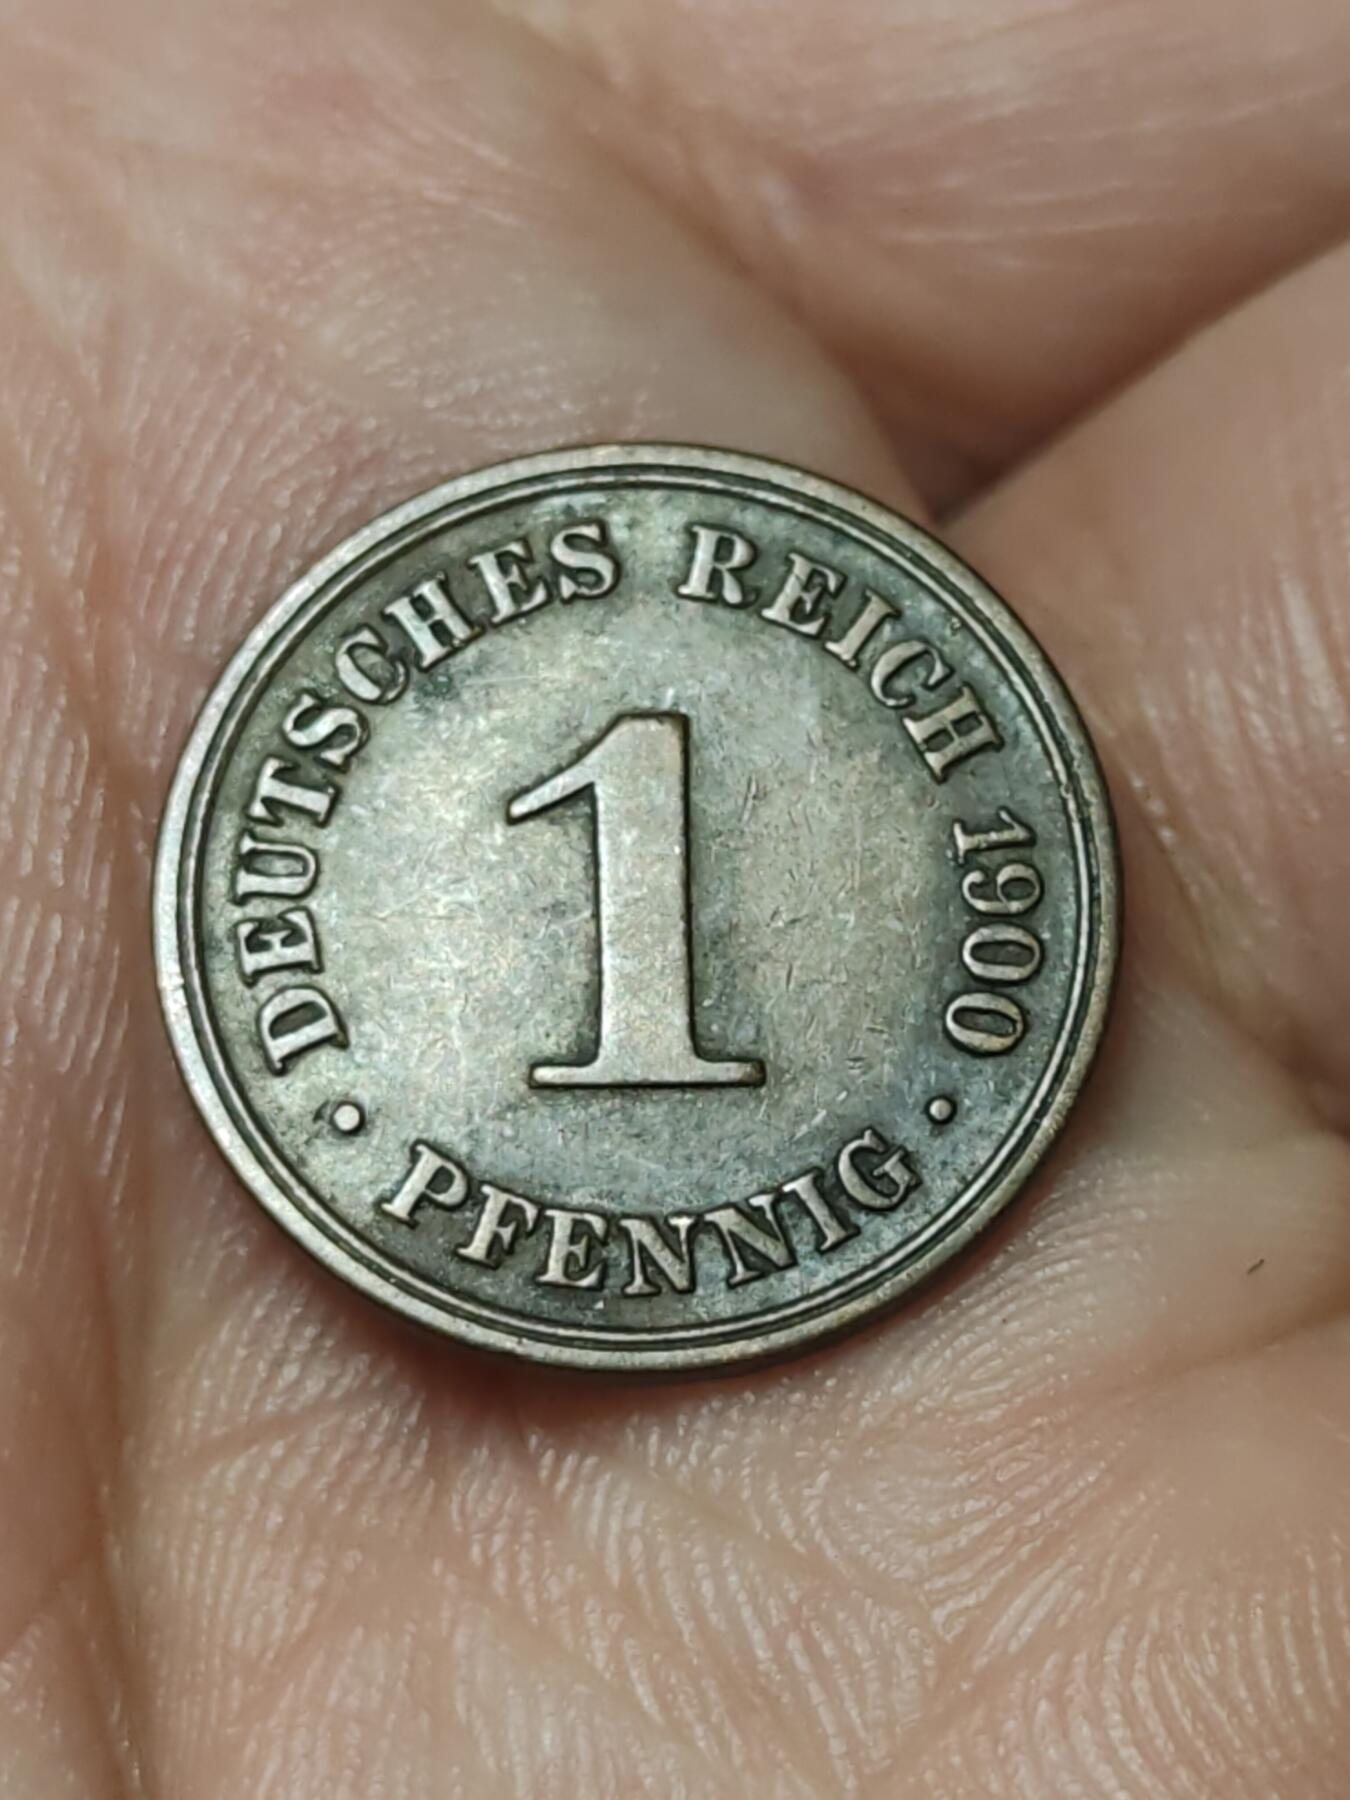 DEUTSCHES REICH 1900
1
• PFENNIG •